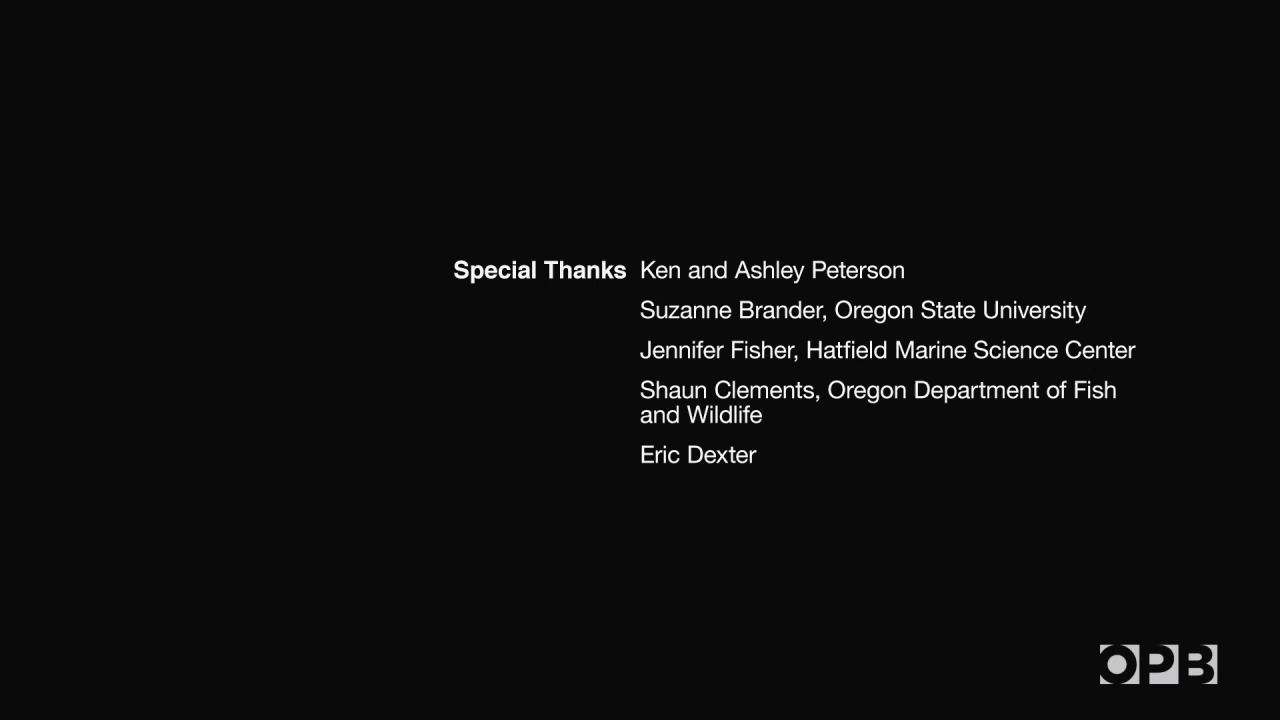 Special Thanks Ken and Ashley Peterson
Suzanne Brander, Oregon State University
Jennifer Fisher, Hatfield Marine Science Center
Shaun Clements, Oregon Department of Fish
and Wildlife
Eric Dexter
OPB